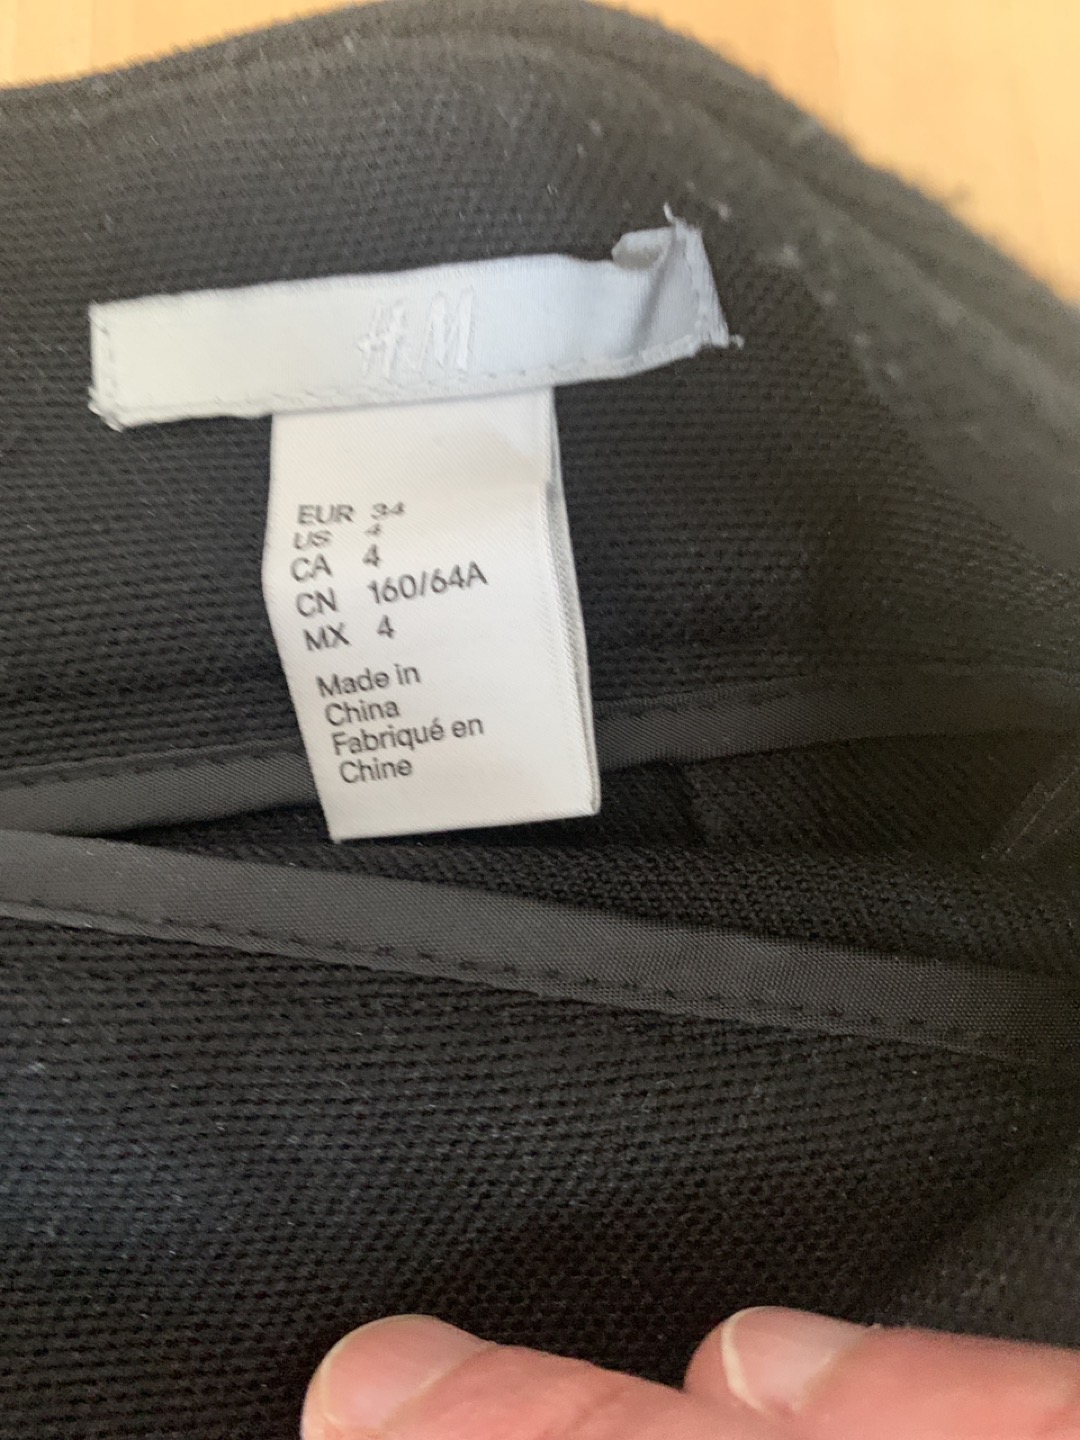 H&M
EUR 34
US 4
CA 4
CN 160/64A
MX 4
Made in
China
Fabriqué en
Chine